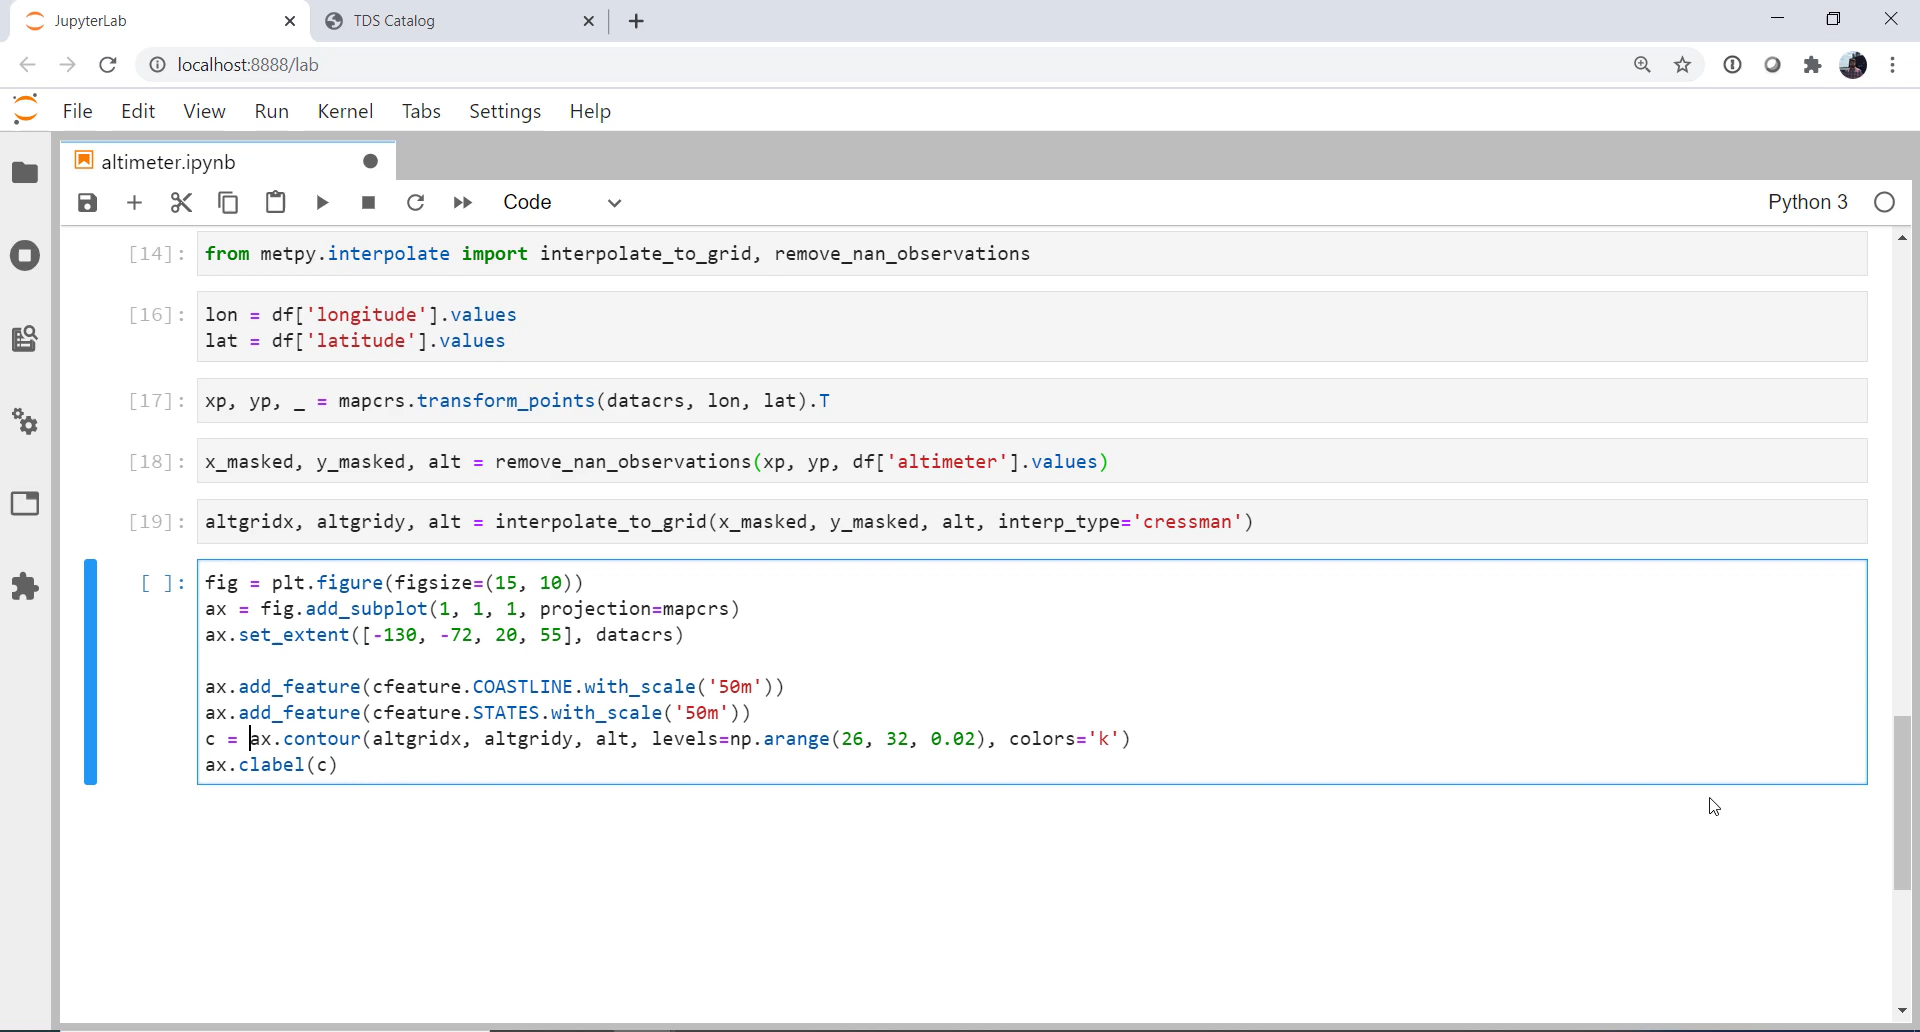 JupyterLab
TDS Catalog
localhost:8888/lab
File Edit View Run Kernel Tabs Settings Help
altimeter.ipynb
Code
Python 3
[14]: from metpy.interpolate import interpolate_to_grid, remove_nan_observations
[16]: lon = df['longitude'].values
lat = df['latitude'].values
[17]: xp, yp, _ = mapcrs.transform_points(datacrs, lon, lat).T
[18]: x_masked, y_masked, alt = remove_nan_observations(xp, yp, df['altimeter'].values)
[19]: altgridx, altgridy, alt = interpolate_to_grid(x_masked, y_masked, alt, interp_type='cressman')
[ ]: fig = plt.figure(figsize=(15, 10))
ax = fig.add_subplot(1, 1, 1, projection=mapcrs)
ax.set_extent([-130, -72, 20, 55], datacrs)
ax.add_feature(cfeature.COASTLINE.with_scale('50m'))
ax.add_feature(cfeature.STATES.with_scale('50m'))
c = ax.contour(altgridx, altgridy, alt, levels=np.arange(26, 32, 0.02), colors='k')
ax.clabel(c)